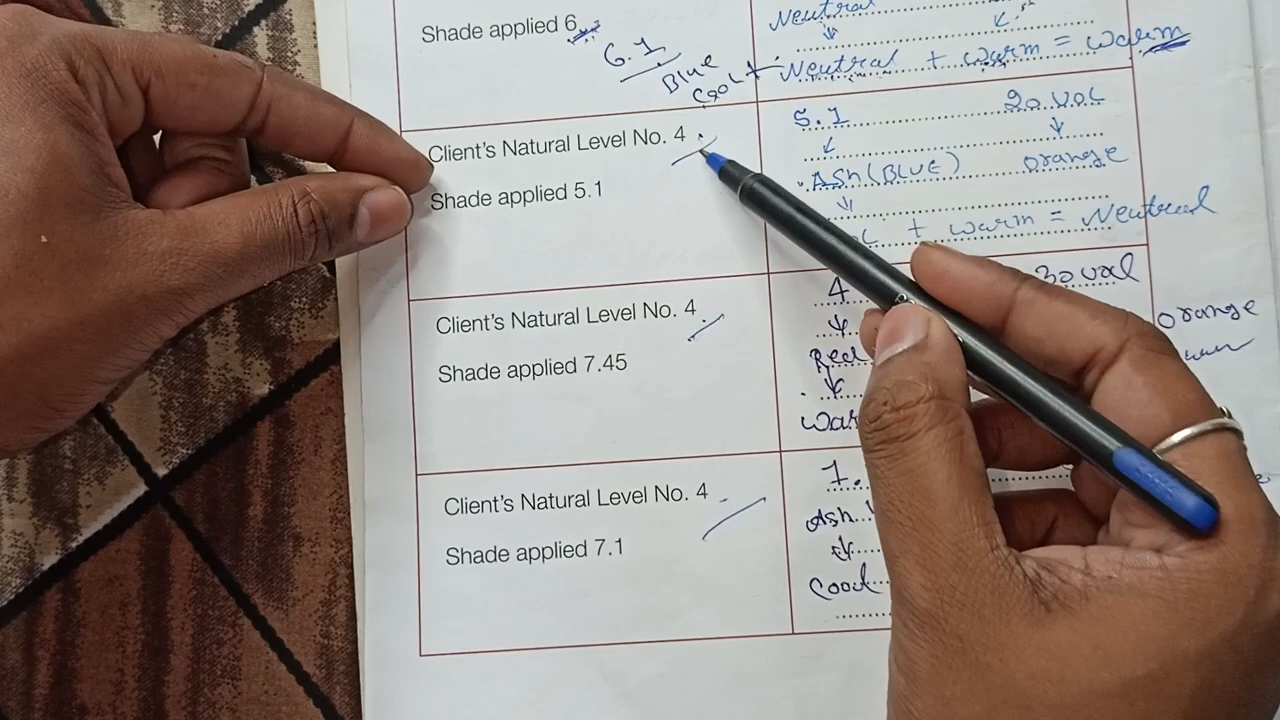 Shade applied 6
6.1
Blue
Cool +
Neutral
Neutral + warm = warm
Client's Natural Level No. 4
Shade applied 5.1
5.1 20 vol
Ash (BLUE) orange
+ warm = Neutral
Client's Natural Level No. 4
Shade applied 7.45
4 30 vol
Red orange
Client's Natural Level No. 4
Shade applied 7.1
7.
Ash
Cool